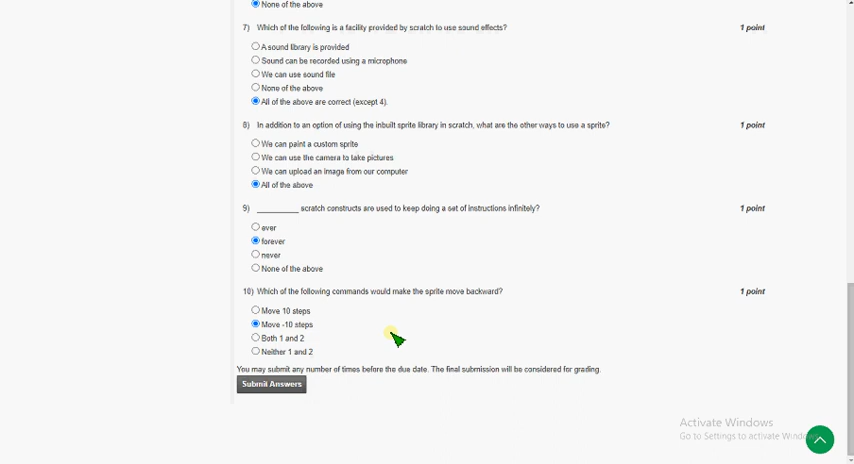 None of the above
7) Which of the following is a facility provided by scratch to use sound effects? 1 point
A sound library is provided
Sound can be recorded using a microphone
We can use sound file
None of the above
All of the above are correct (except 4).
8) In addition to an option of using the inbuilt sprite library in scratch, what are the other ways to use a sprite? 1 point
We can paint a custom sprite
We can use the camera to take pictures
We can upload an image from our computer
All of the above
9) __________ scratch constructs are used to keep doing a set of instructions infinitely? 1 point
ever
forever
never
None of the above
10) Which of the following commands would make the sprite move backward? 1 point
Move 10 steps
Move -10 steps
Both 1 and 2
Neither 1 and 2
You may submit any number of times before the due date. The final submission will be considered for grading.
Submit Answers
Activate Windows
Go to Settings to activate Windows